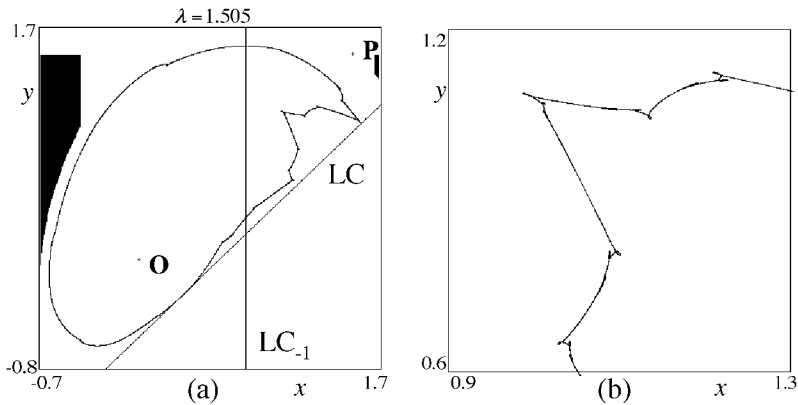 λ = 1.505
1.7
y
P
LC
O
LC-1
-0.8
-0.7
(a)
x
1.7
1.2
y
0.6
0.9
(b)
x
1.3